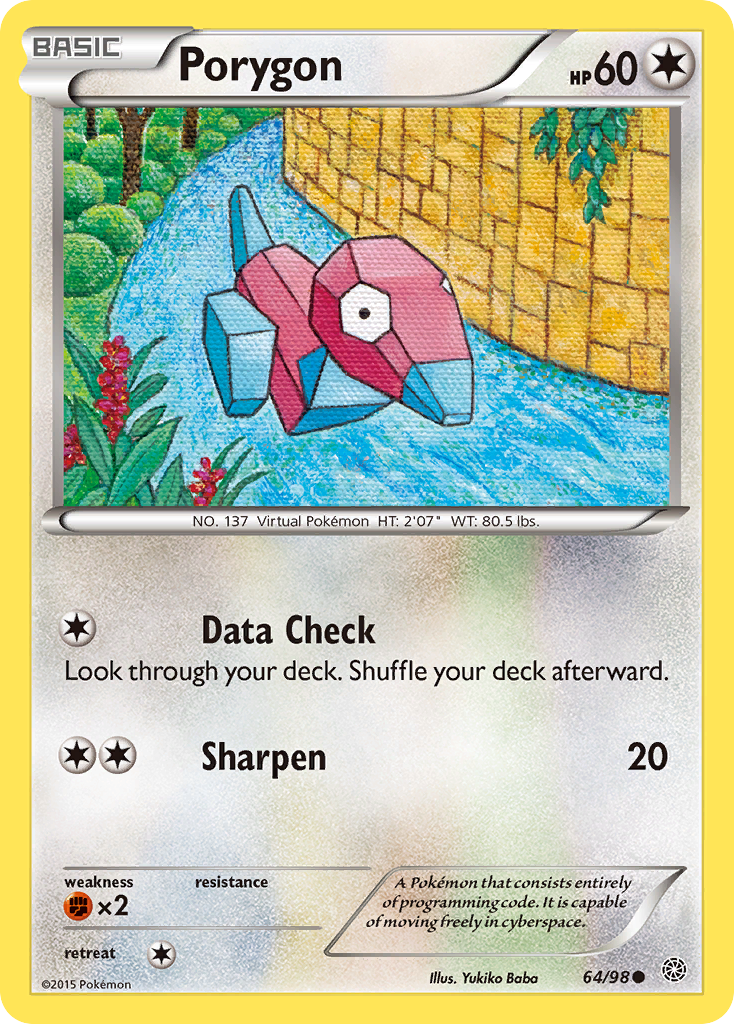 BASIC Porygon HP60
NO. 137 Virtual Pokémon HT: 2'07" WT: 80.5 lbs.
Data Check
Look through your deck. Shuffle your deck afterward.
Sharpen 20
weakness resistance
×2
retreat
A Pokémon that consists entirely
of programming code. It is capable
of moving freely in cyberspace.
©2015 Pokémon Illus. Yukiko Baba 64/98